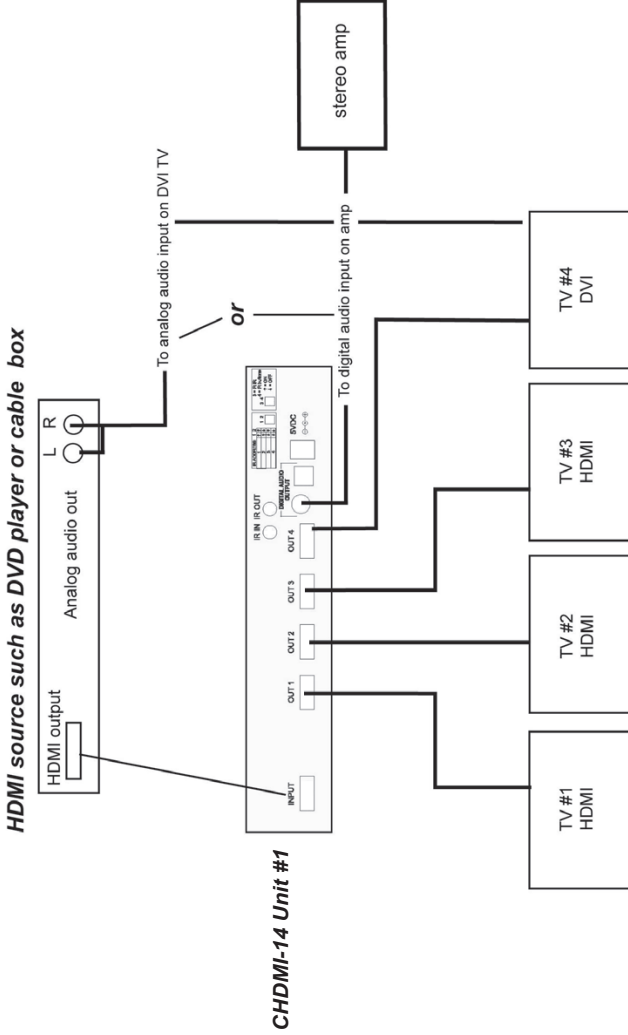 HDMI source such as DVD player or cable box
HDMI output
Analog audio out
L
R
To analog audio input on DVI TV
or
To digital audio input on amp
stereo amp
CHDMI-14 Unit #1
INPUT
OUT 1
OUT 2
OUT 3
OUT 4
IR IN
IR OUT
DIGITAL AUDIO
OUTPUT
5VDC
TV #1
HDMI
TV #2
HDMI
TV #3
HDMI
TV #4
DVI